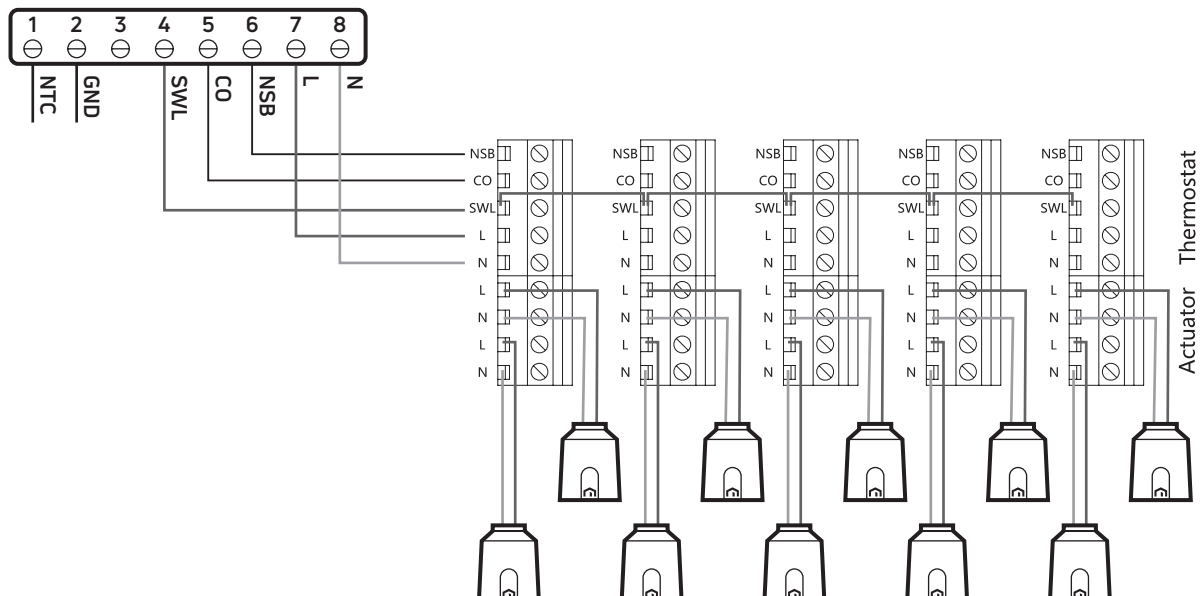 1 2 3 4 5 6 7 8
NTC GND SWL CO NSB L N
NSB NSB NSB NSB NSB
CO CO CO CO CO
SWL SWL SWL SWL SWL
L L L L L
N N N N N
Thermostat
L L L L L
N N N N N
L L L L L
N N N N N
Actuator